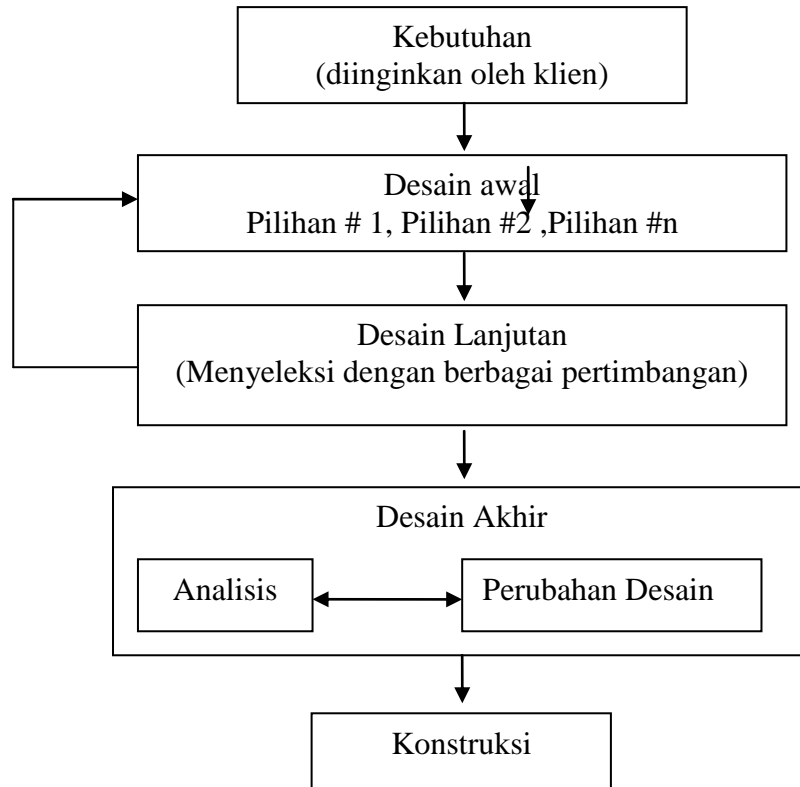 Kebutuhan
(diinginkan oleh klien)
Desain awal
Pilihan # 1, Pilihan #2 ,Pilihan #n
Desain Lanjutan
(Menyeleksi dengan berbagai pertimbangan)
Desain Akhir
Analisis
Perubahan Desain
Konstruksi